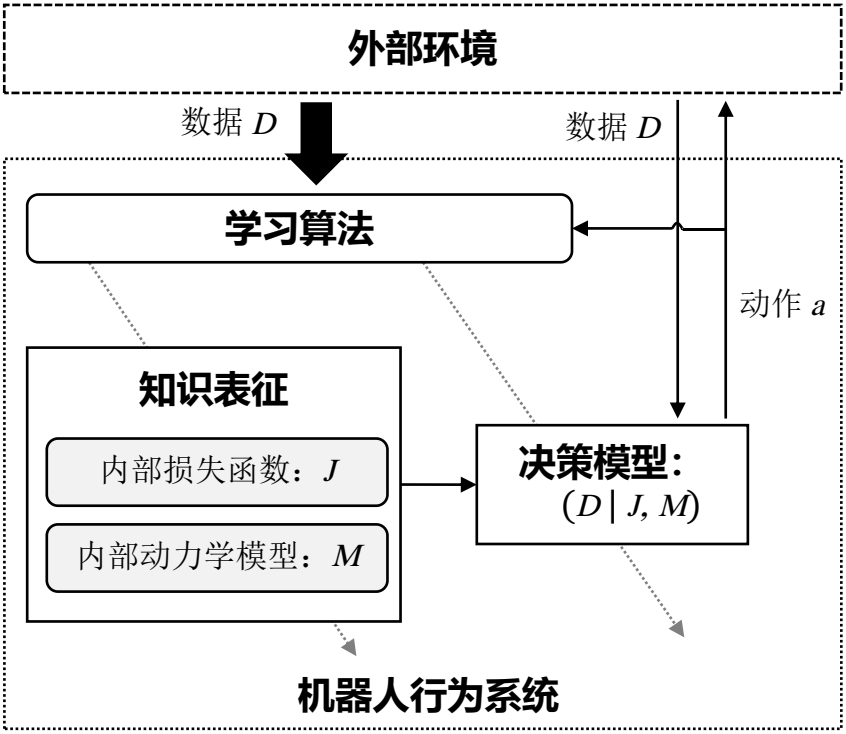 外部环境
数据 D
数据 D
学习算法
动作 a
知识表征
内部损失函数：J
内部动力学模型：M
决策模型：
(D | J, M)
机器人行为系统